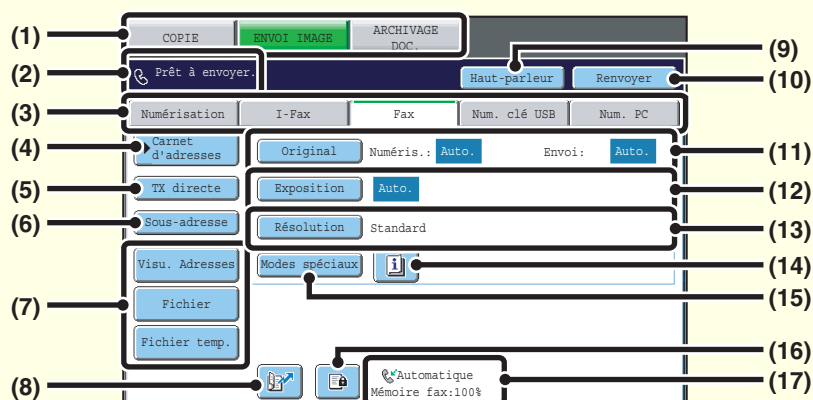 (1) COPIE ENVOI IMAGE ARCHIVAGE DOC.
(2) Prêt à envoyer. Haut-parleur (9) Renvoyer (10)
(3) Numérisation I-Fax Fax Num. clé USB Num. PC
(4) Carnet d'adresses Original Numéris.: Auto. Envoi: Auto. (11)
(5) TX directe Exposition Auto. (12)
(6) Sous-adresse Résolution Standard (13)
Visu. Adresses Modes spéciaux i (14)
(15)
(7) Fichier
Fichier temp.
(16)
(8) Automatique (17)
Mémoire fax:100%